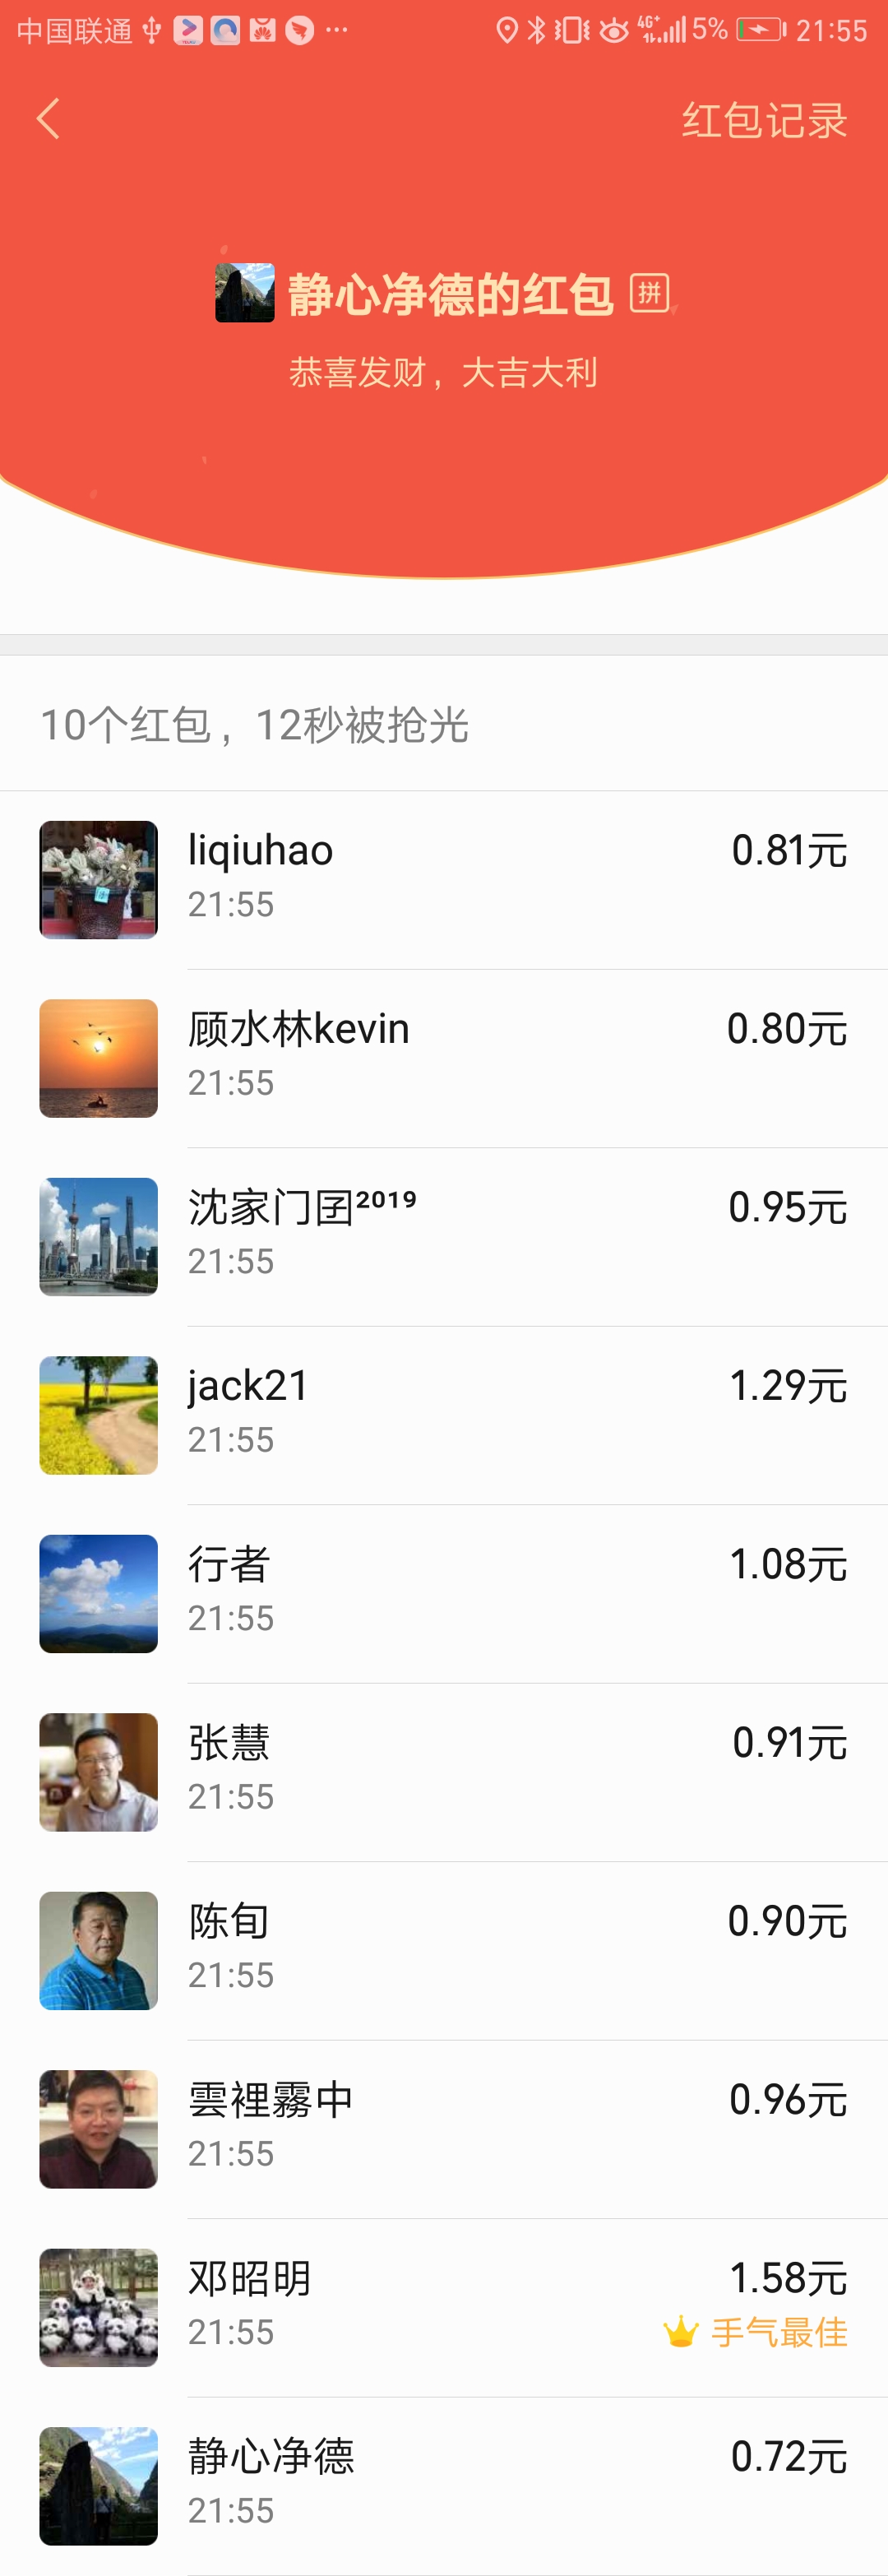 中国联通 4G+ 5% 21:55
红包记录
静心净德的红包 拼
恭喜发财，大吉大利
10个红包，12秒被抢光
liqiuhao 0.81元
21:55
顾水林kevin 0.80元
21:55
沈家门囝²⁰¹⁹ 0.95元
21:55
jack21 1.29元
21:55
行者 1.08元
21:55
张慧 0.91元
21:55
陈旬 0.90元
21:55
雲裡霧中 0.96元
21:55
邓昭明 1.58元
21:55 手气最佳
静心净德 0.72元
21:55